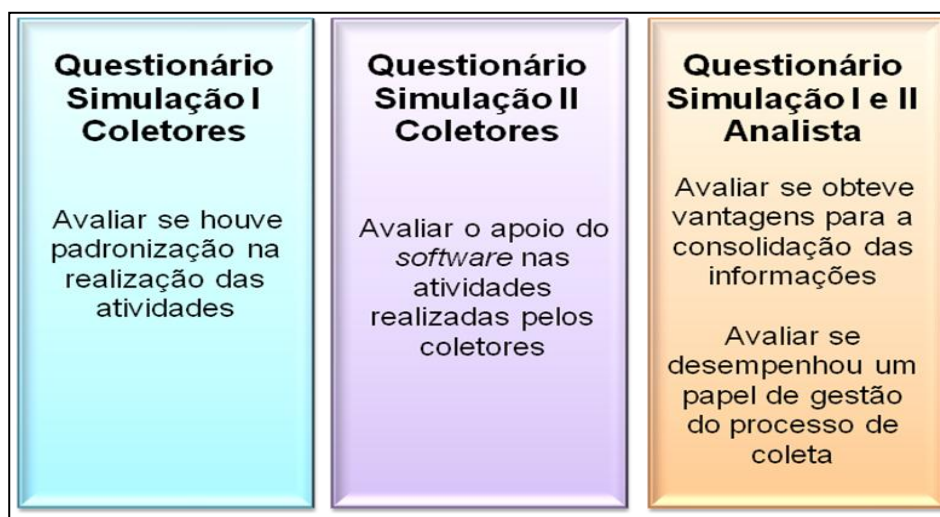 Questionário
Simulação I
Coletores
Avaliar se houve
padronização na
realização das
atividades
Questionário
Simulação II
Coletores
Avaliar o apoio do
software nas
atividades
realizadas pelos
coletores
Questionário
Simulação I e II
Analista
Avaliar se obteve
vantagens para a
consolidação das
informações
Avaliar se
desempenhou um
papel de gestão
do processo de
coleta